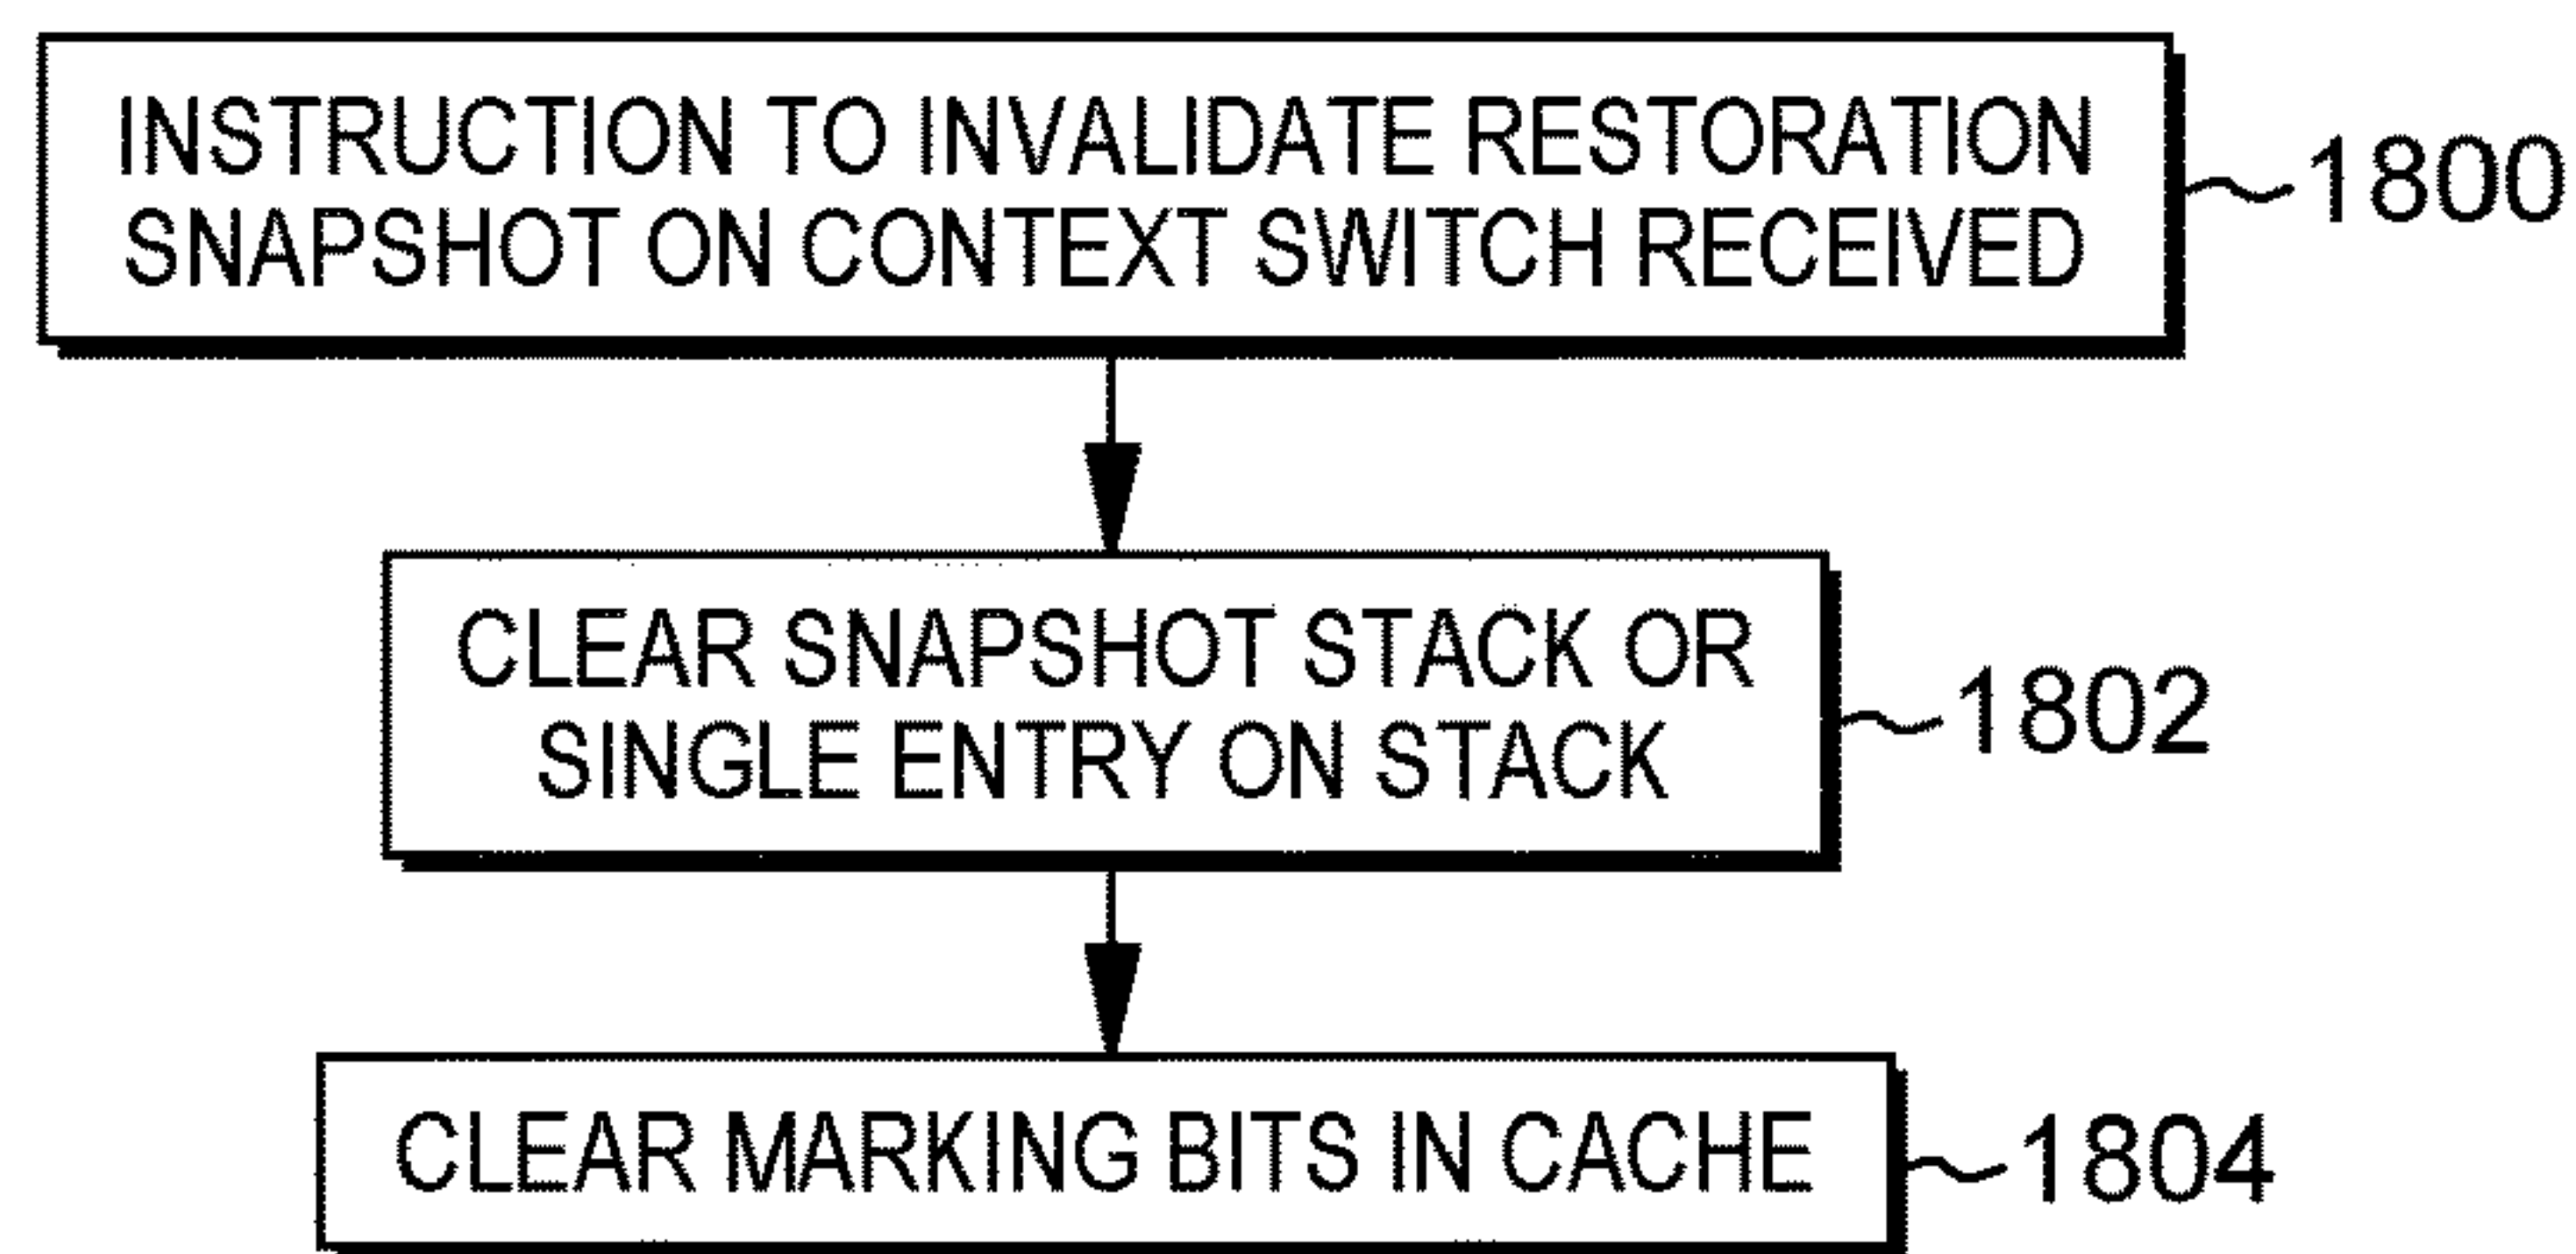 INSTRUCTION TO INVALIDATE RESTORATION
SNAPSHOT ON CONTEXT SWITCH RECEIVED
1800
CLEAR SNAPSHOT STACK OR
SINGLE ENTRY ON STACK
1802
CLEAR MARKING BITS IN CACHE
1804